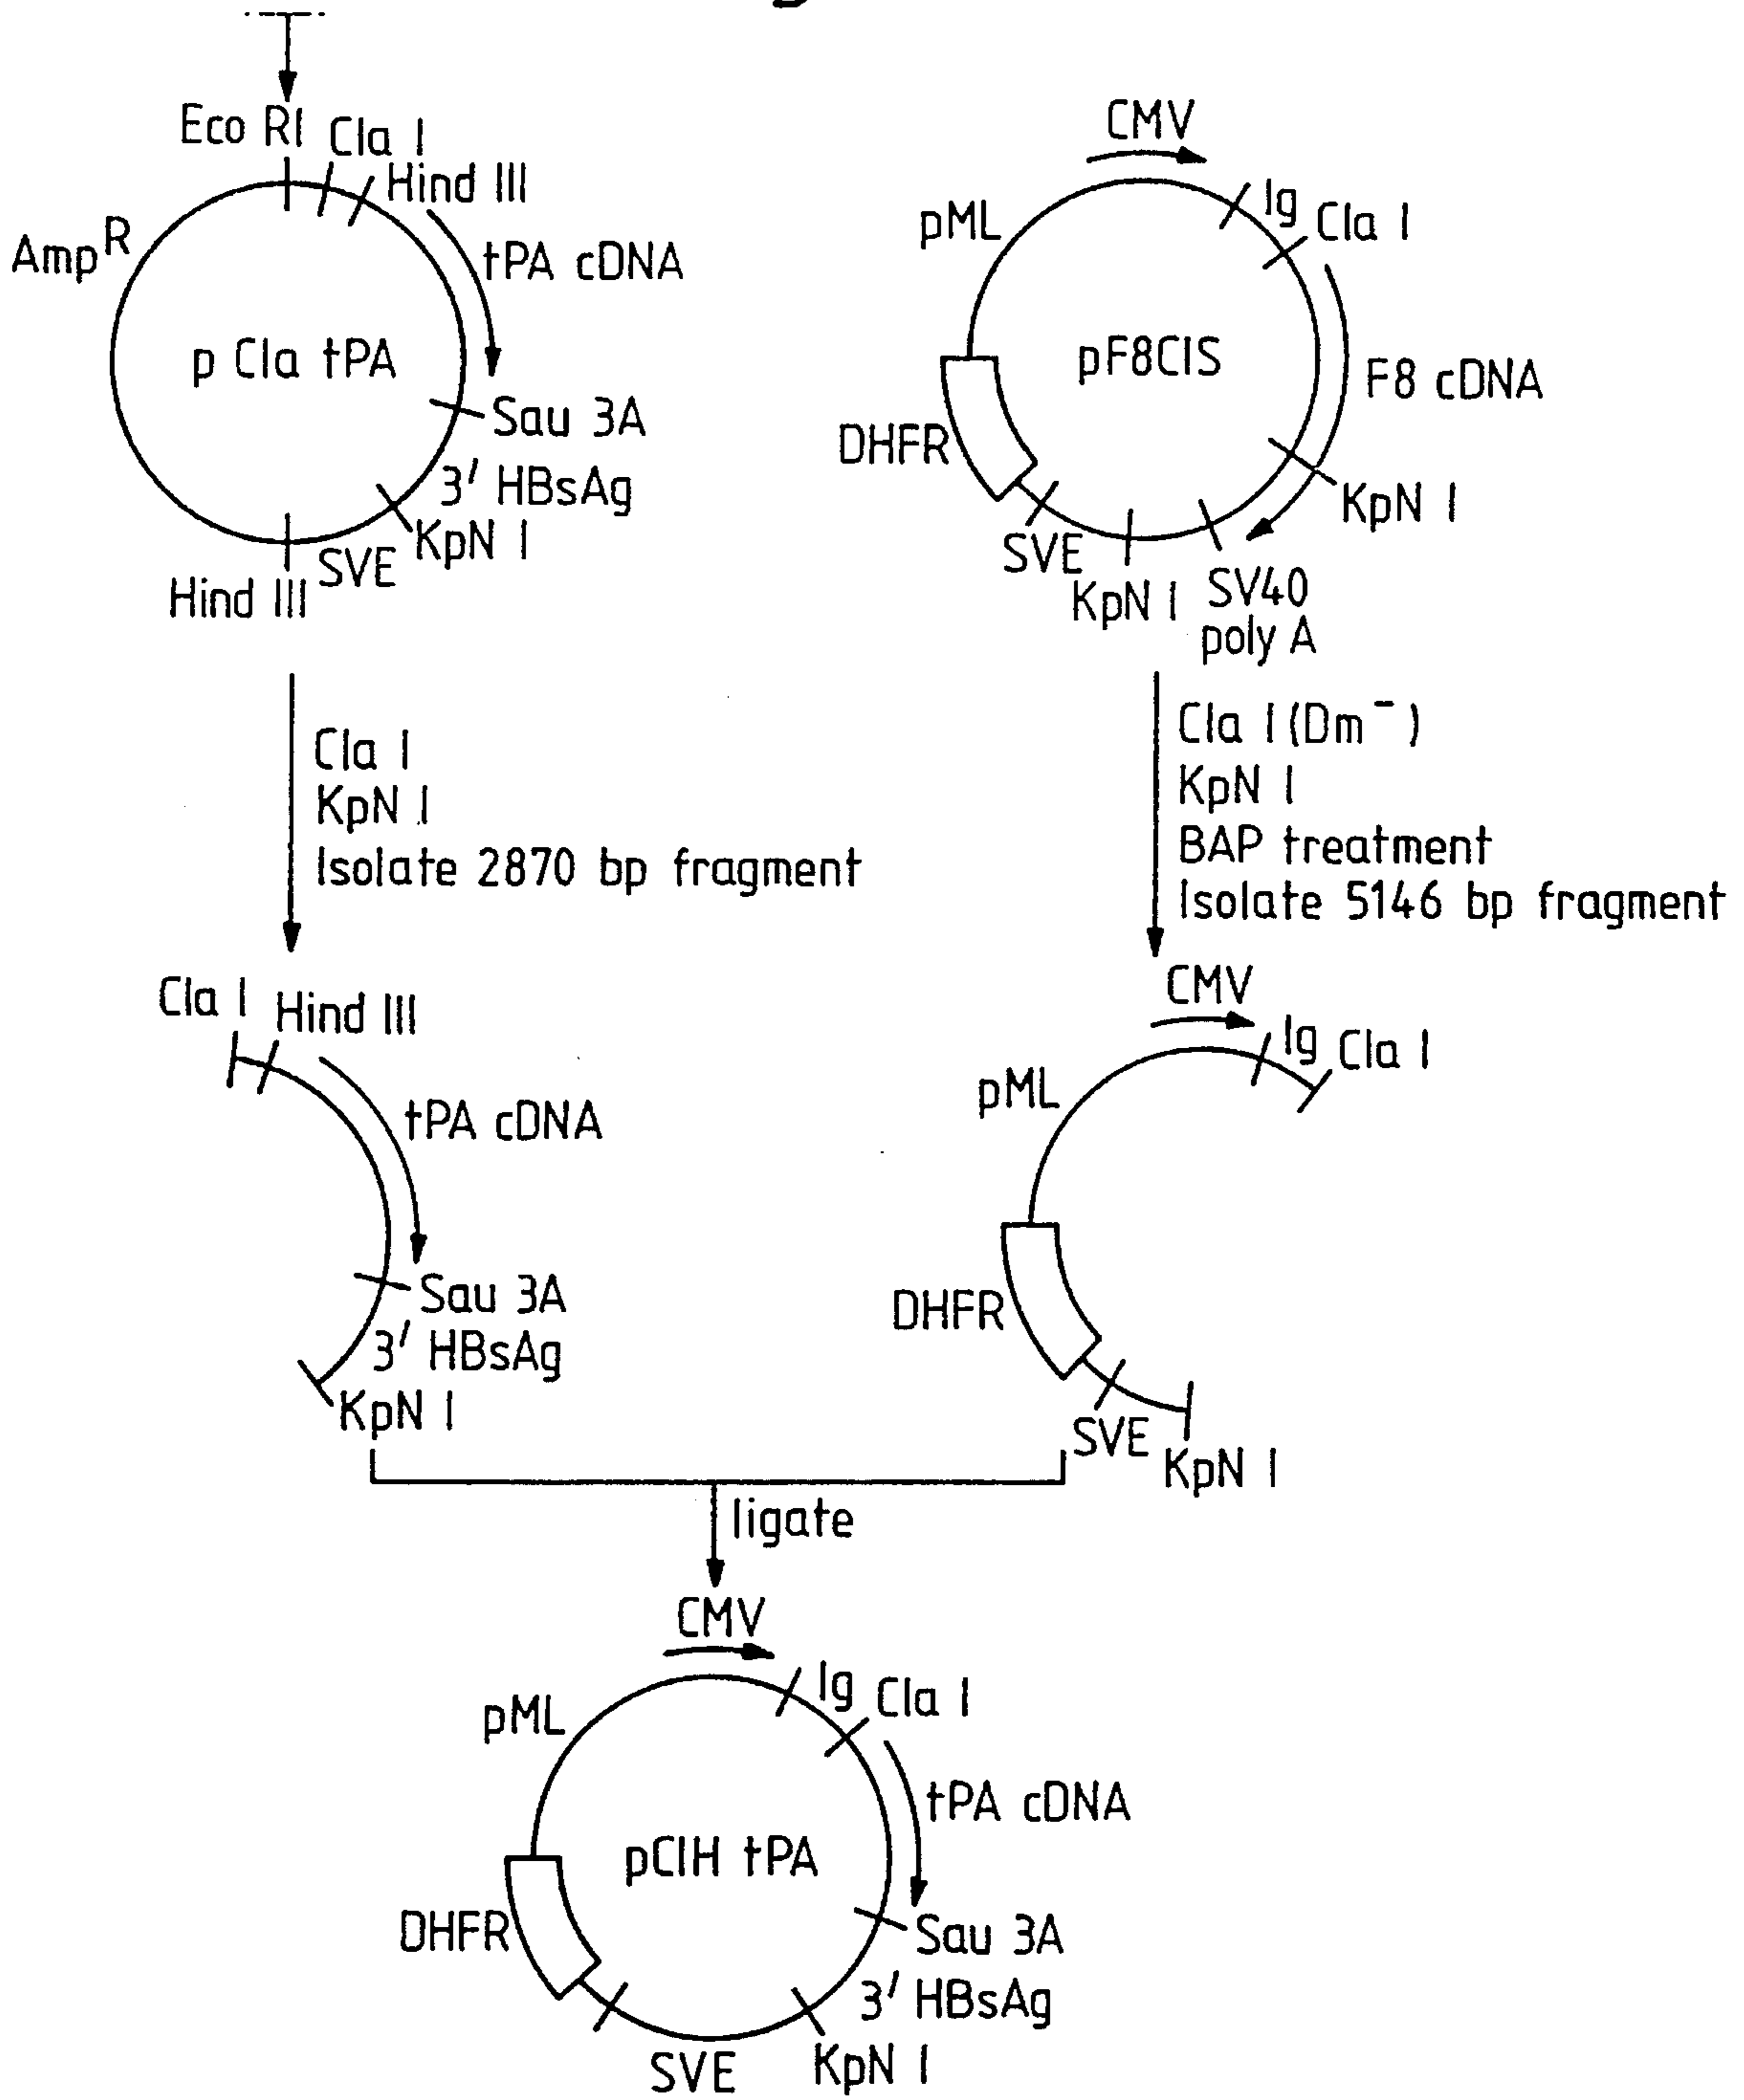 Eco RI
Cla I
Hind III
Amp R
tPA cDNA
p Cla tPA
Sau 3A
3' HBsAg
KpN I
SVE
Hind III
CMV
Ig
Cla I
pML
pF8CIS
F8 cDNA
DHFR
KpN I
SVE
KpN I
SV40
poly A
Cla I
KpN I
Isolate 2870 bp fragment
Cla I (Dm⁻)
KpN I
BAP treatment
Isolate 5146 bp fragment
Cla I
Hind III
tPA cDNA
Sau 3A
3' HBsAg
KpN I
CMV
Ig
Cla I
pML
DHFR
SVE
KpN I
ligate
CMV
Ig
Cla I
pML
tPA cDNA
pCIH tPA
DHFR
Sau 3A
3' HBsAg
KpN I
SVE